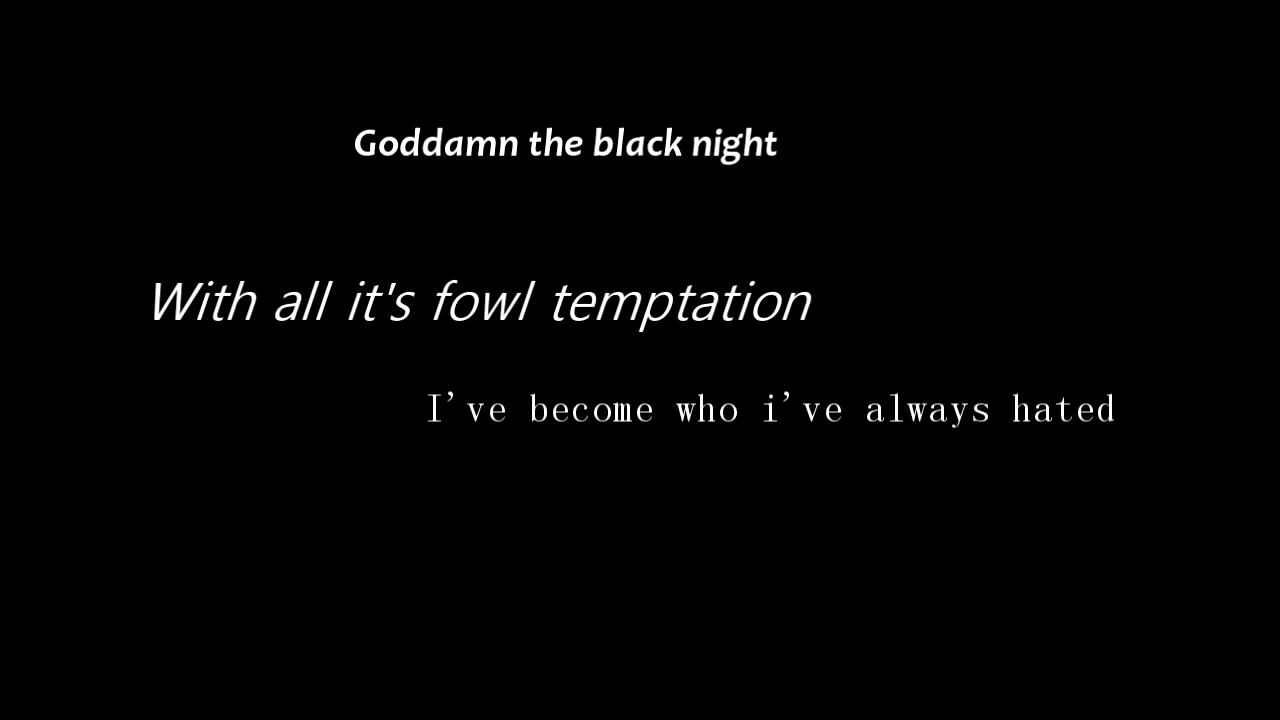 Goddamn the black night
With all it's fowl temptation
I've become who i've always hated